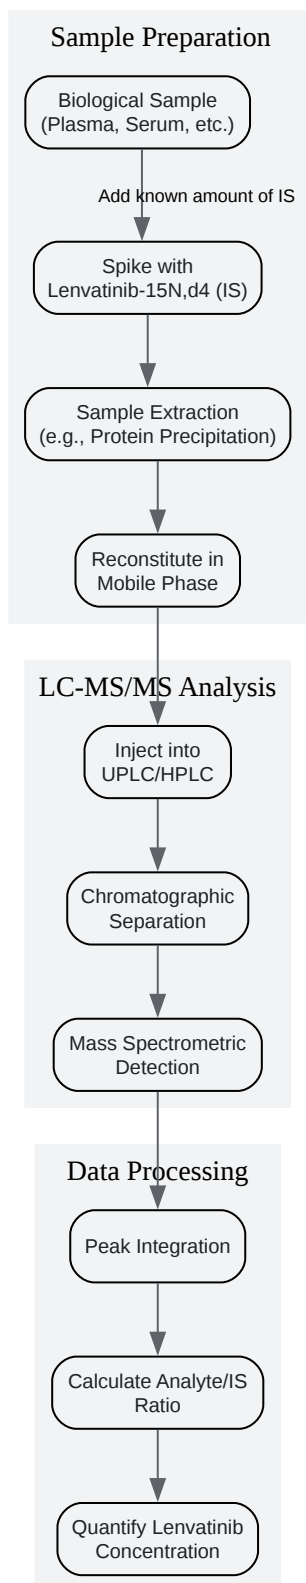 Sample Preparation
Biological Sample
(Plasma, Serum, etc.)
Add known amount of IS
Spike with
Lenvatinib-15N,d4 (IS)
Sample Extraction
(e.g., Protein Precipitation)
Reconstitute in
Mobile Phase
LC-MS/MS Analysis
Inject into
UPLC/HPLC
Chromatographic
Separation
Mass Spectrometric
Detection
Data Processing
Peak Integration
Calculate Analyte/IS
Ratio
Quantify Lenvatinib
Concentration